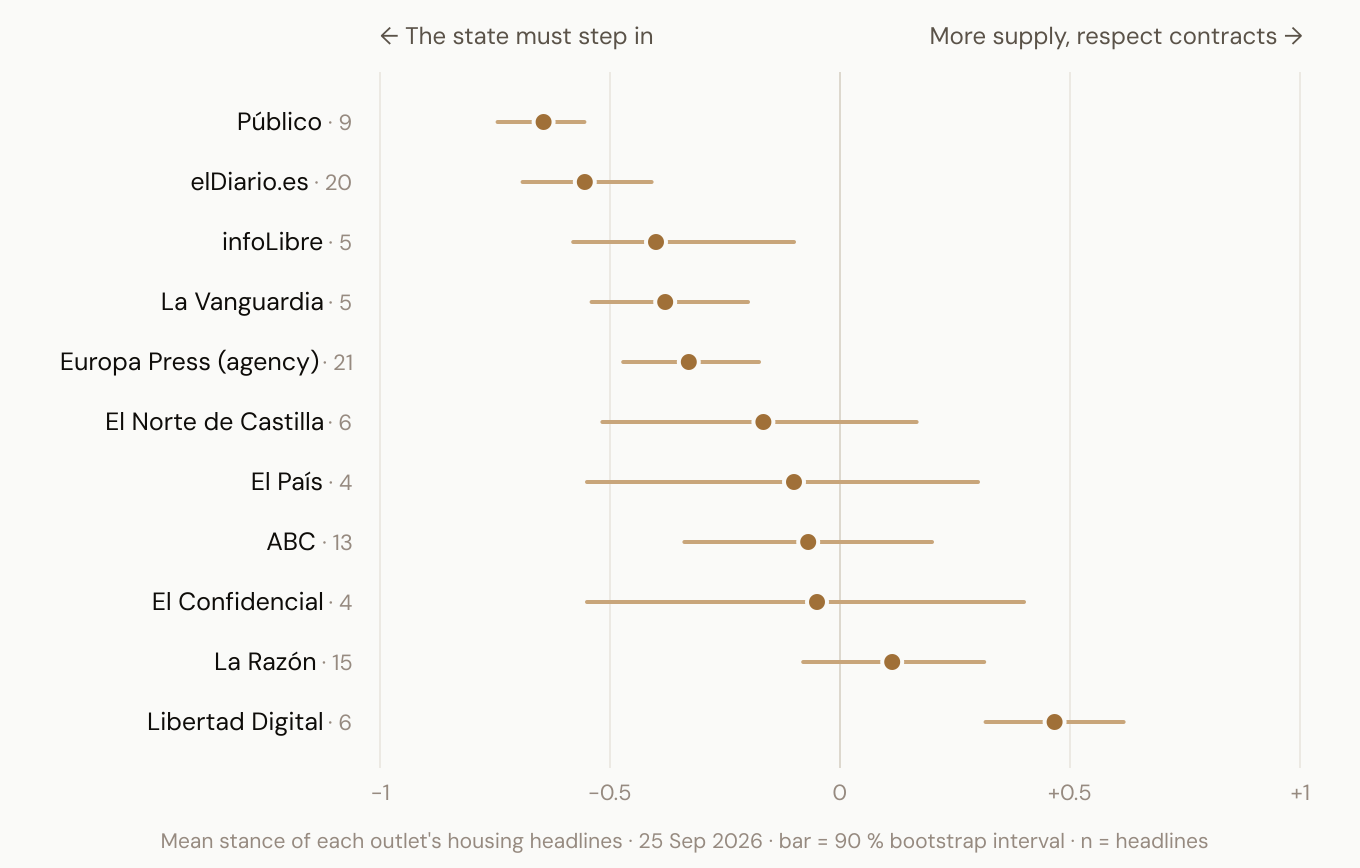 ← The state must step in
More supply, respect contracts →
Público · 9
elDiario.es · 20
infoLibre · 5
La Vanguardia · 5
Europa Press (agency) · 21
El Norte de Castilla · 6
El País · 4
ABC · 13
El Confidencial · 4
La Razón · 15
Libertad Digital · 6
−1
−0.5
0
+0.5
+1
Mean stance of each outlet's housing headlines · 25 Sep 2026 · bar = 90 % bootstrap interval · n = headlines